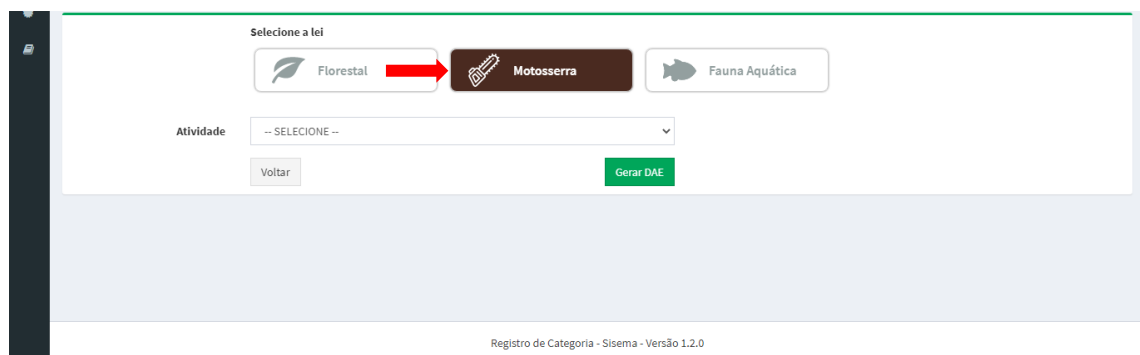 Selecione a lei
Florestal
Motosserra
Fauna Aquática
Atividade
-- SELECIONE --
Voltar
Gerar DAE
Registro de Categoria - Sisema - Versão 1.2.0